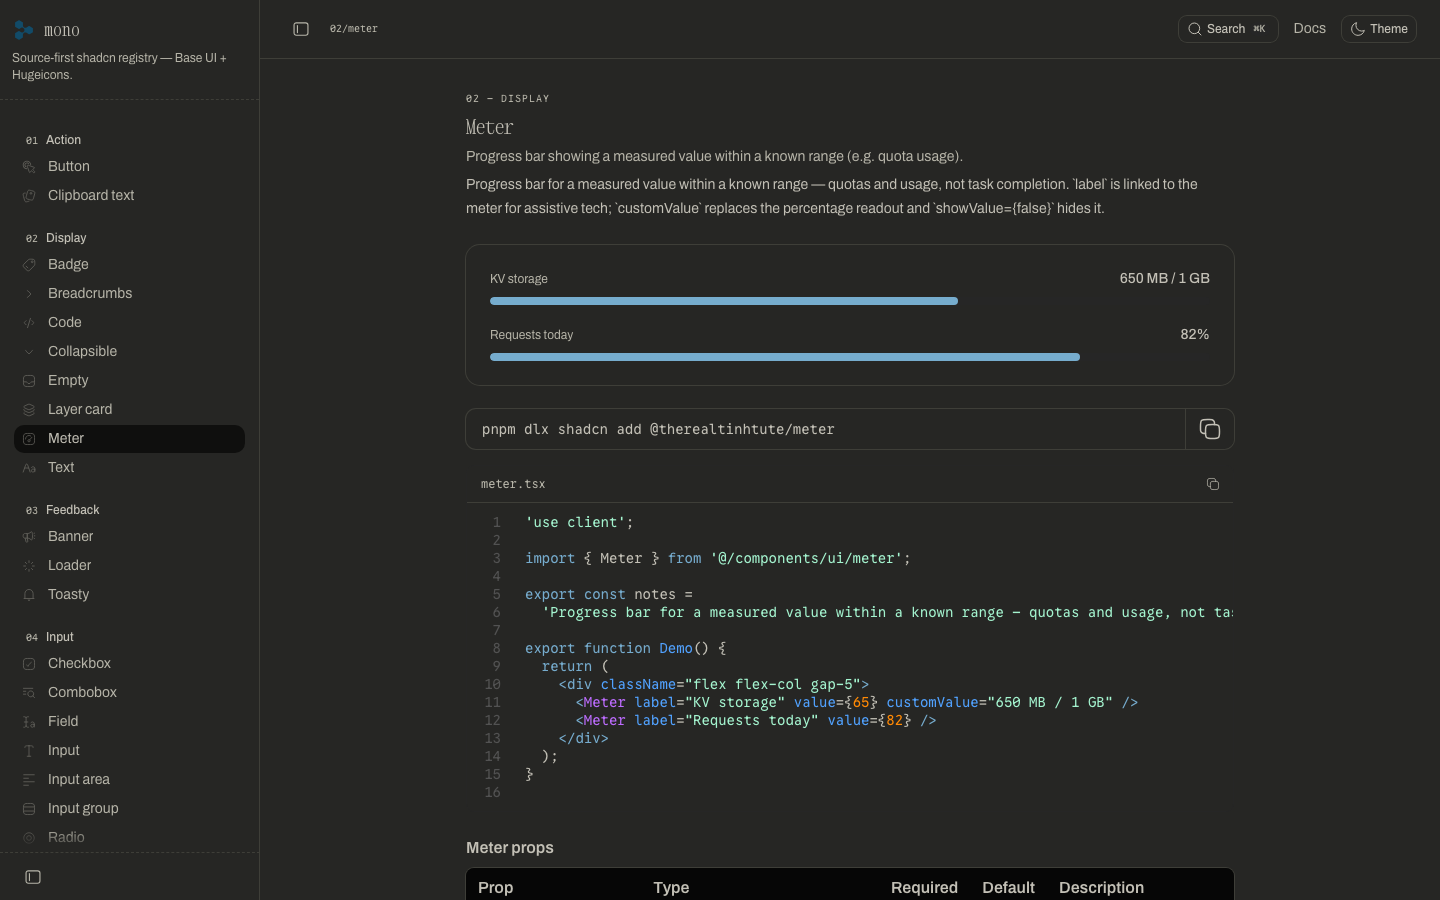 mono
Source-first shadcn registry — Base UI +
Hugeicons.
01 Action
Button
Clipboard text
02 Display
Badge
Breadcrumbs
Code
Collapsible
Empty
Layer card
Meter
Text
03 Feedback
Banner
Loader
Toasty
04 Input
Checkbox
Combobox
Field
Input
Input area
Input group
Radio
02/meter
Search ⌘K
Docs
Theme
02 — DISPLAY
Meter
Progress bar showing a measured value within a known range (e.g. quota usage).
Progress bar for a measured value within a known range — quotas and usage, not task completion. `label` is linked to the
meter for assistive tech; `customValue` replaces the percentage readout and `showValue={false}` hides it.
KV storage 650 MB / 1 GB
Requests today 82%
pnpm dlx shadcn add @therealtinhtute/meter
meter.tsx
1 'use client';
2
3 import { Meter } from '@/components/ui/meter';
4
5 export const notes =
6 'Progress bar for a measured value within a known range — quotas and usage, not tas
7
8 export function Demo() {
9 return (
10 <div className="flex flex-col gap-5">
11 <Meter label="KV storage" value={65} customValue="650 MB / 1 GB" />
12 <Meter label="Requests today" value={82} />
13 </div>
14 );
15 }
16
Meter props
Prop Type Required Default Description